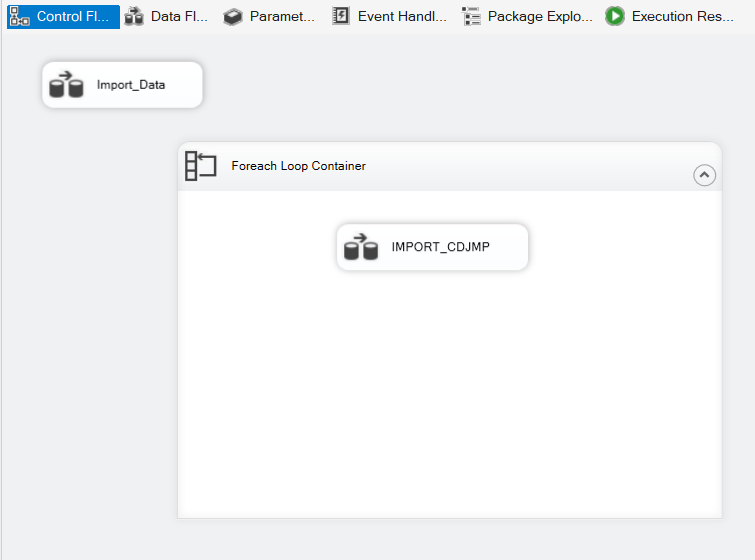 Control Fl... Data Fl... Paramet... Event Handl... Package Explo... Execution Res...
Import_Data
Foreach Loop Container
IMPORT_CDJMP